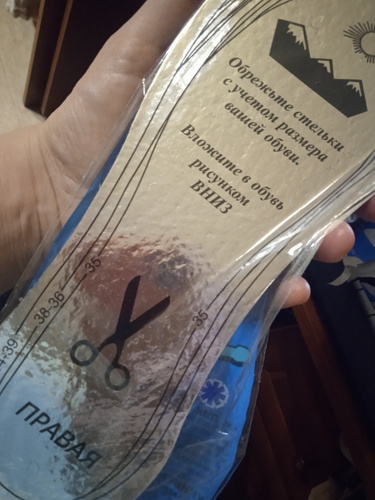 Обрежьте стельки
с учетом размера
вашей обуви.
Вложите в обувь
рисунком
ВНИЗ
35
35
38-36
-39
ПРАВАЯ